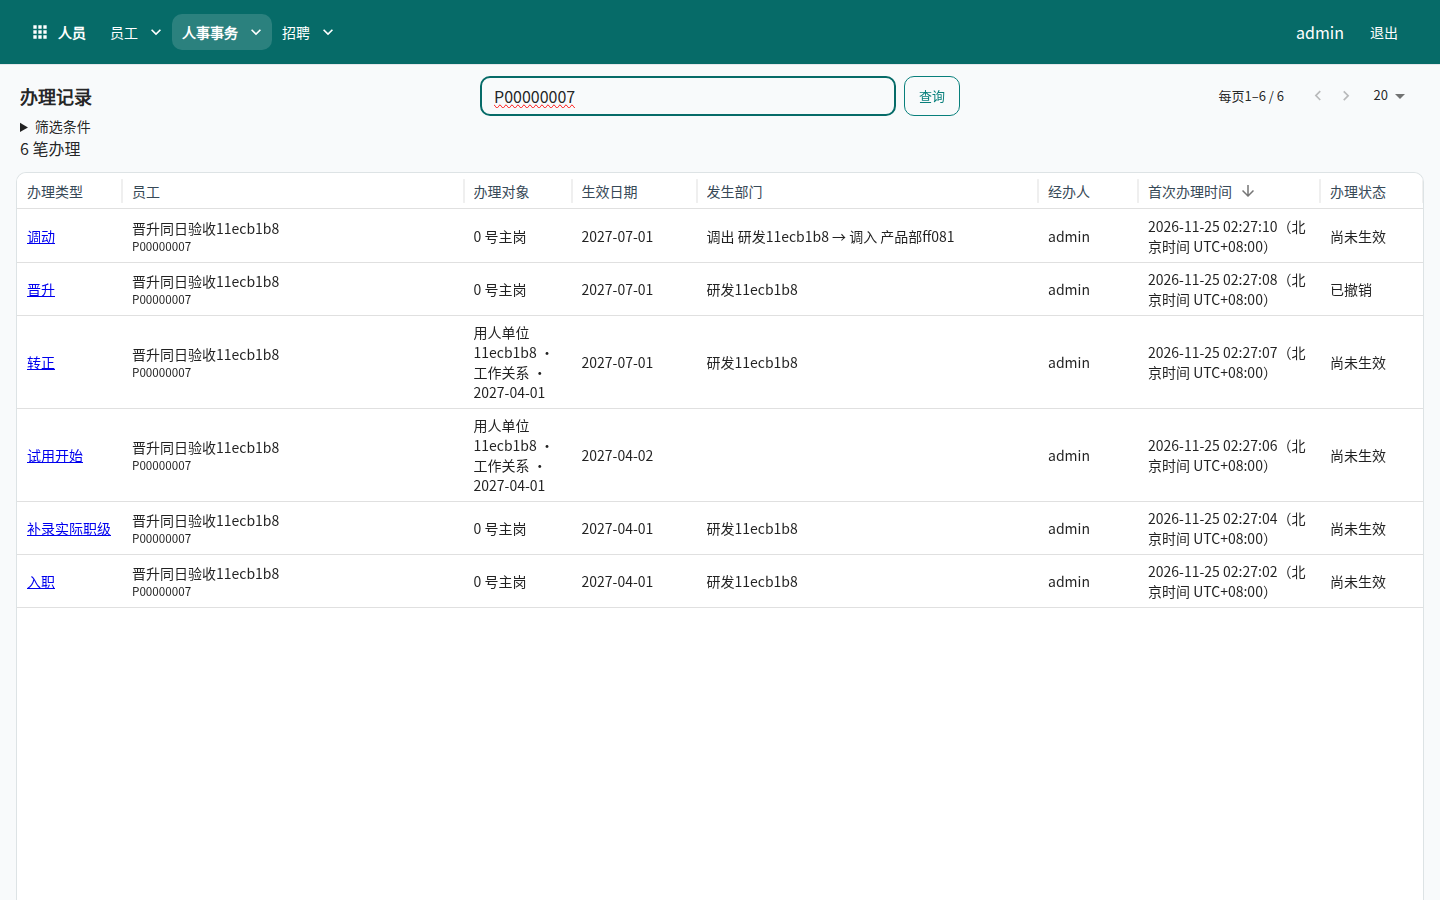 人员 员工 人事事务 招聘 admin 退出
办理记录 P00000007 查询 每页1–6 / 6 20
筛选条件
6 笔办理
办理类型 员工 办理对象 生效日期 发生部门 经办人 首次办理时间 办理状态
调动 晋升同日验收11ecb1b8 P00000007 0 号主岗 2027-07-01 调出 研发11ecb1b8 → 调入 产品部ff081 admin 2026-11-25 02:27:10（北京时间 UTC+08:00） 尚未生效
晋升 晋升同日验收11ecb1b8 P00000007 0 号主岗 2027-07-01 研发11ecb1b8 admin 2026-11-25 02:27:08（北京时间 UTC+08:00） 已撤销
转正 晋升同日验收11ecb1b8 P00000007 用人单位11ecb1b8 · 工作关系 · 2027-04-01 2027-07-01 研发11ecb1b8 admin 2026-11-25 02:27:07（北京时间 UTC+08:00） 尚未生效
试用开始 晋升同日验收11ecb1b8 P00000007 用人单位11ecb1b8 · 工作关系 · 2027-04-01 2027-04-02 admin 2026-11-25 02:27:06（北京时间 UTC+08:00） 尚未生效
补录实际职级 晋升同日验收11ecb1b8 P00000007 0 号主岗 2027-04-01 研发11ecb1b8 admin 2026-11-25 02:27:04（北京时间 UTC+08:00） 尚未生效
入职 晋升同日验收11ecb1b8 P00000007 0 号主岗 2027-04-01 研发11ecb1b8 admin 2026-11-25 02:27:02（北京时间 UTC+08:00） 尚未生效